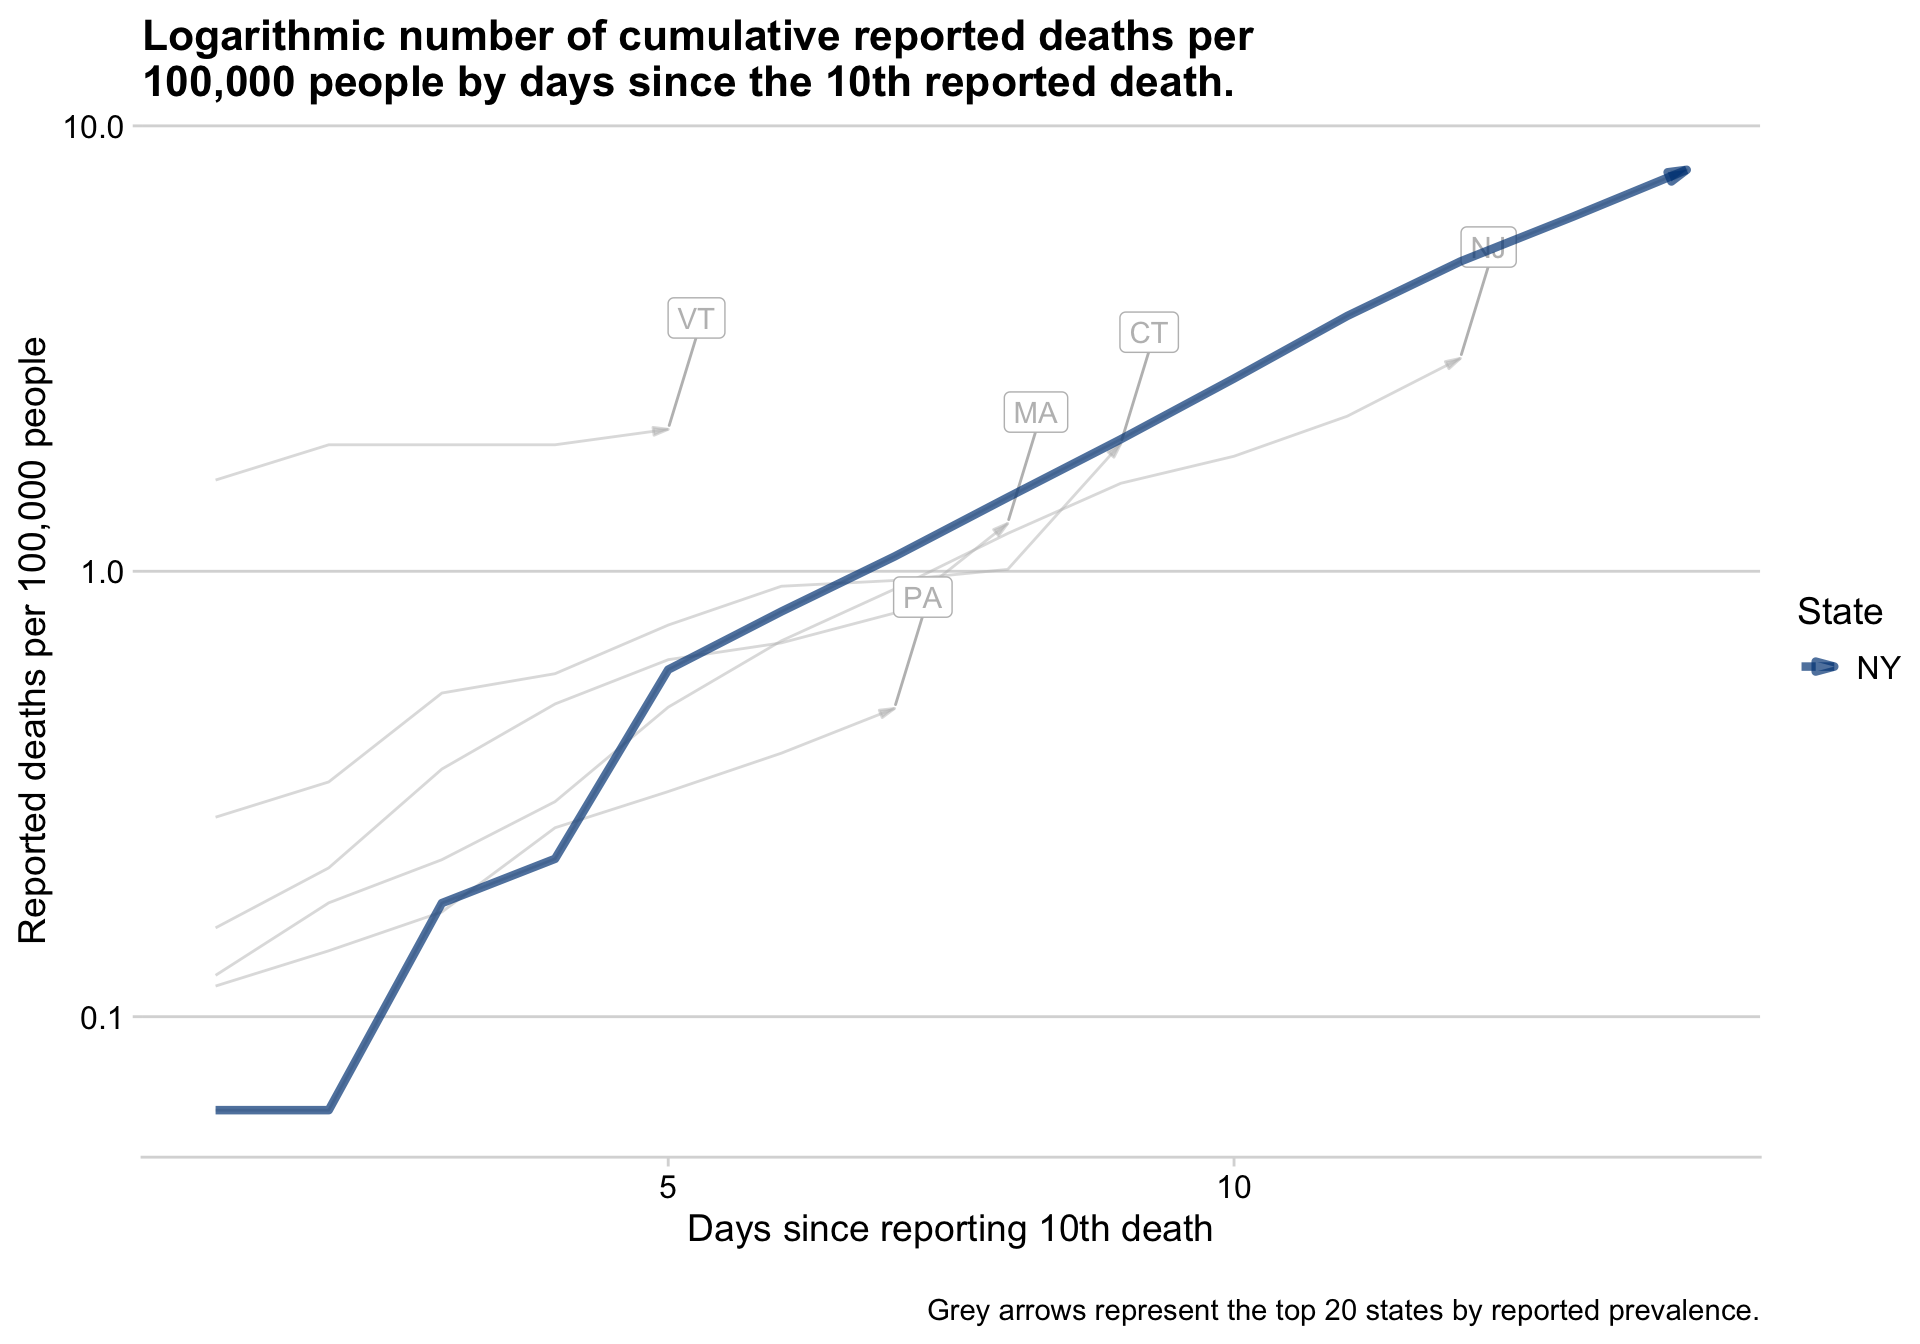 Logarithmic number of cumulative reported deaths per
100,000 people by days since the 10th reported death.
10.0
1.0
0.1
Reported deaths per 100,000 people
VT
MA
CT
NJ
PA
State
NY
5
10
Days since reporting 10th death
Grey arrows represent the top 20 states by reported prevalence.